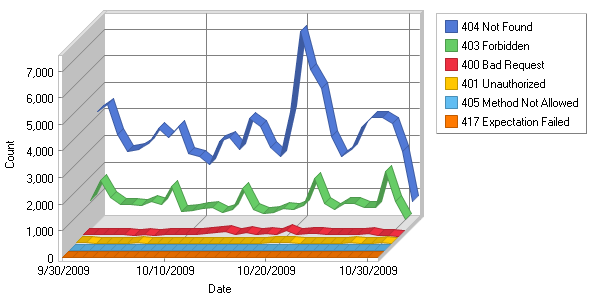 404 Not Found
403 Forbidden
400 Bad Request
401 Unauthorized
405 Method Not Allowed
417 Expectation Failed
7,000
6,000
5,000
4,000
3,000
2,000
1,000
0
Count
9/30/2009
10/10/2009
10/20/2009
10/30/2009
Date